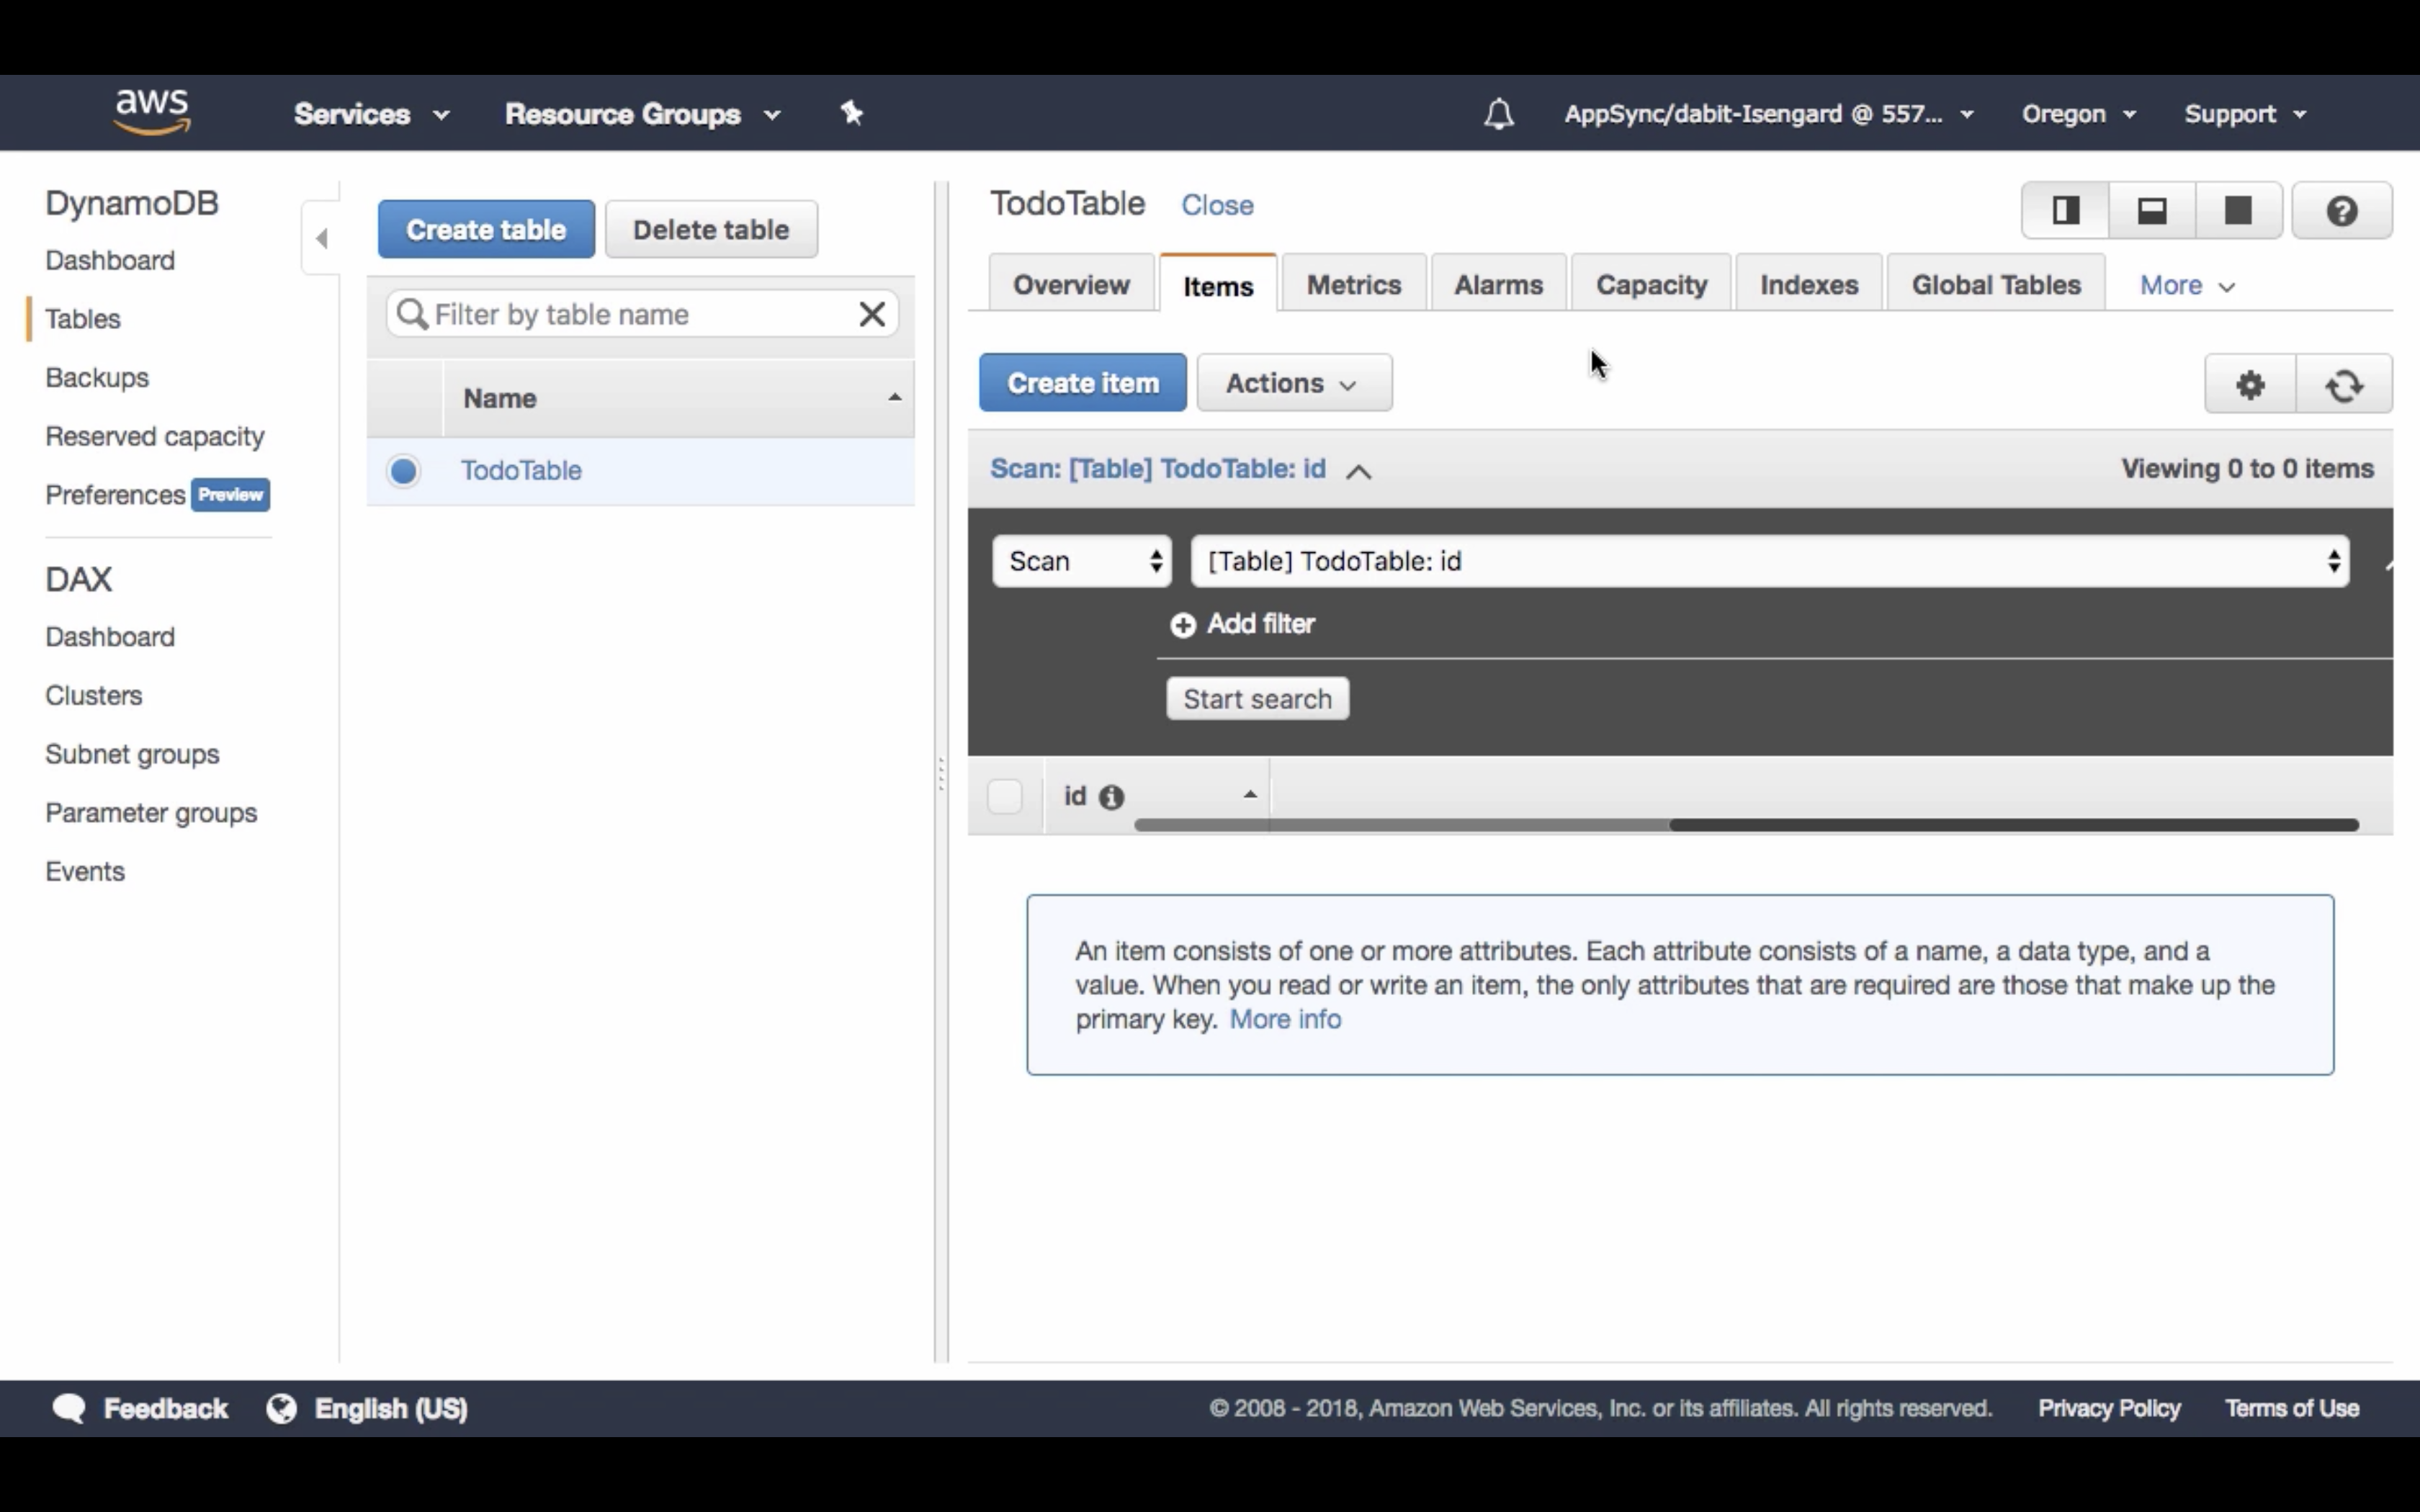 aws
Services
Resource Groups
AppSync/dabit-Isengard @ 557...
Oregon
Support
DynamoDB
Dashboard
Tables
Backups
Reserved capacity
Preferences Preview
DAX
Dashboard
Clusters
Subnet groups
Parameter groups
Events
Create table
Delete table
Filter by table name
Name
TodoTable
TodoTable Close
Overview
Items
Metrics
Alarms
Capacity
Indexes
Global Tables
More
Create item
Actions
Scan: [Table] TodoTable: id
Viewing 0 to 0 items
Scan
[Table] TodoTable: id
Add filter
Start search
id
An item consists of one or more attributes. Each attribute consists of a name, a data type, and a
value. When you read or write an item, the only attributes that are required are those that make up the
primary key. More info
Feedback
English (US)
© 2008 - 2018, Amazon Web Services, Inc. or its affiliates. All rights reserved.
Privacy Policy
Terms of Use